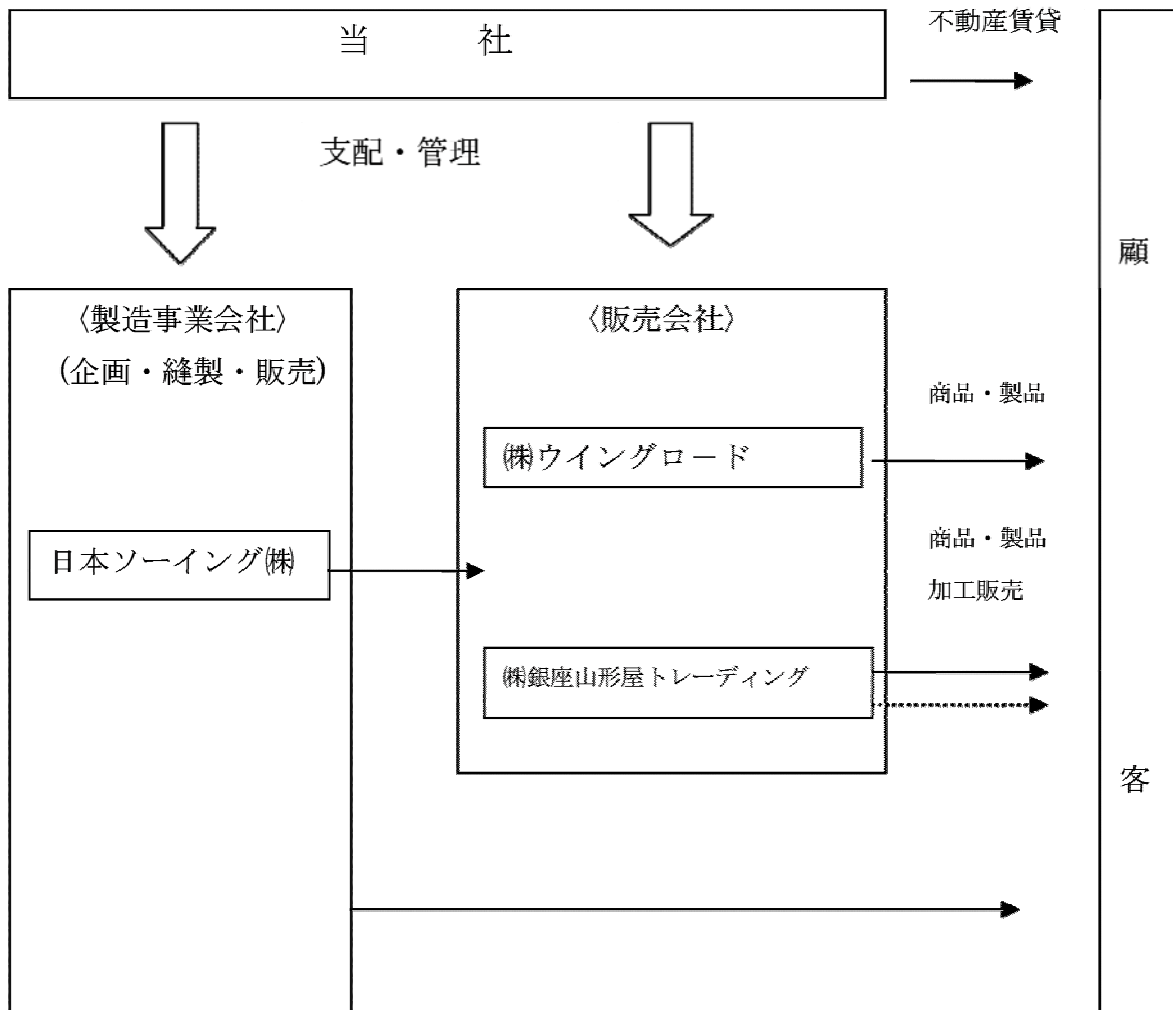 当 社
不動産賃貸
支配・管理
〈製造事業会社〉
(企画・縫製・販売)
日本ソーイング㈱
〈販売会社〉
㈱ウイングロード
㈱銀座山形屋トレーディング
商品・製品
商品・製品
加工販売
顧
客